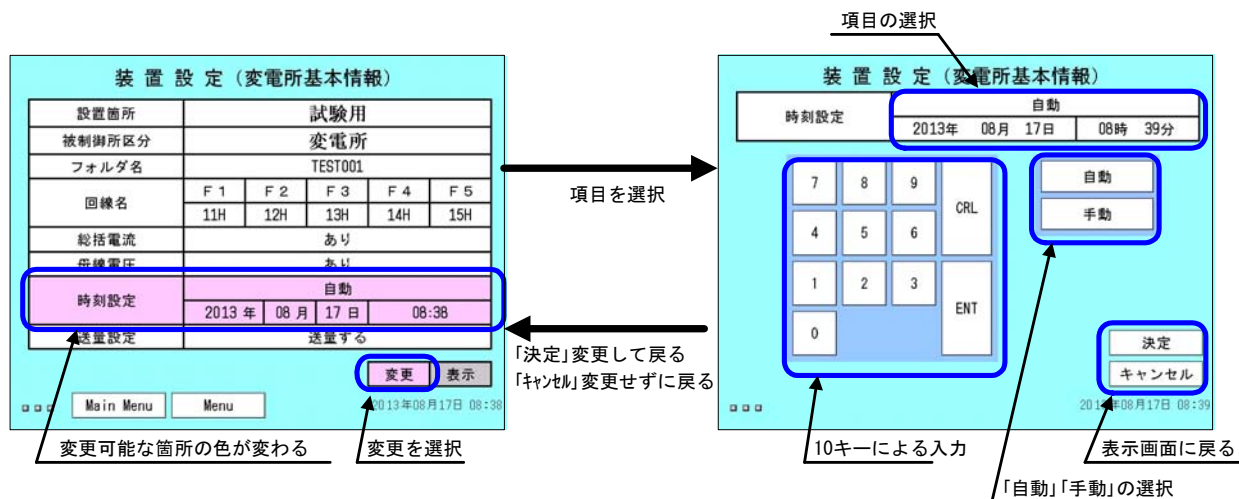 項目の選択
装 置 設 定 (変電所基本情報)
設置箇所 試験用
被制御所区分 変電所
フォルダ名 TEST001
回線名 F 1 F 2 F 3 F 4 F 5
11H 12H 13H 14H 15H
総括電流 あり
母線電圧 あり
時刻設定 自動
2013 年 08 月 17 日 08:38
送量設定 送量する
変更 表示
Main Menu Menu 2013年08月17日 08:38
変更可能な箇所の色が変わる
変更を選択
項目を選択
「決定」変更して戻る
「ｷｬﾝｾﾙ」変更せずに戻る
装 置 設 定 (変電所基本情報)
時刻設定 自動
2013年 08月 17日 08時 39分
7 8 9 CRL
4 5 6
1 2 3 ENT
0
自動
手動
決定
キャンセル
2013年08月17日 08:39
10キーによる入力
表示画面に戻る
「自動」「手動」の選択